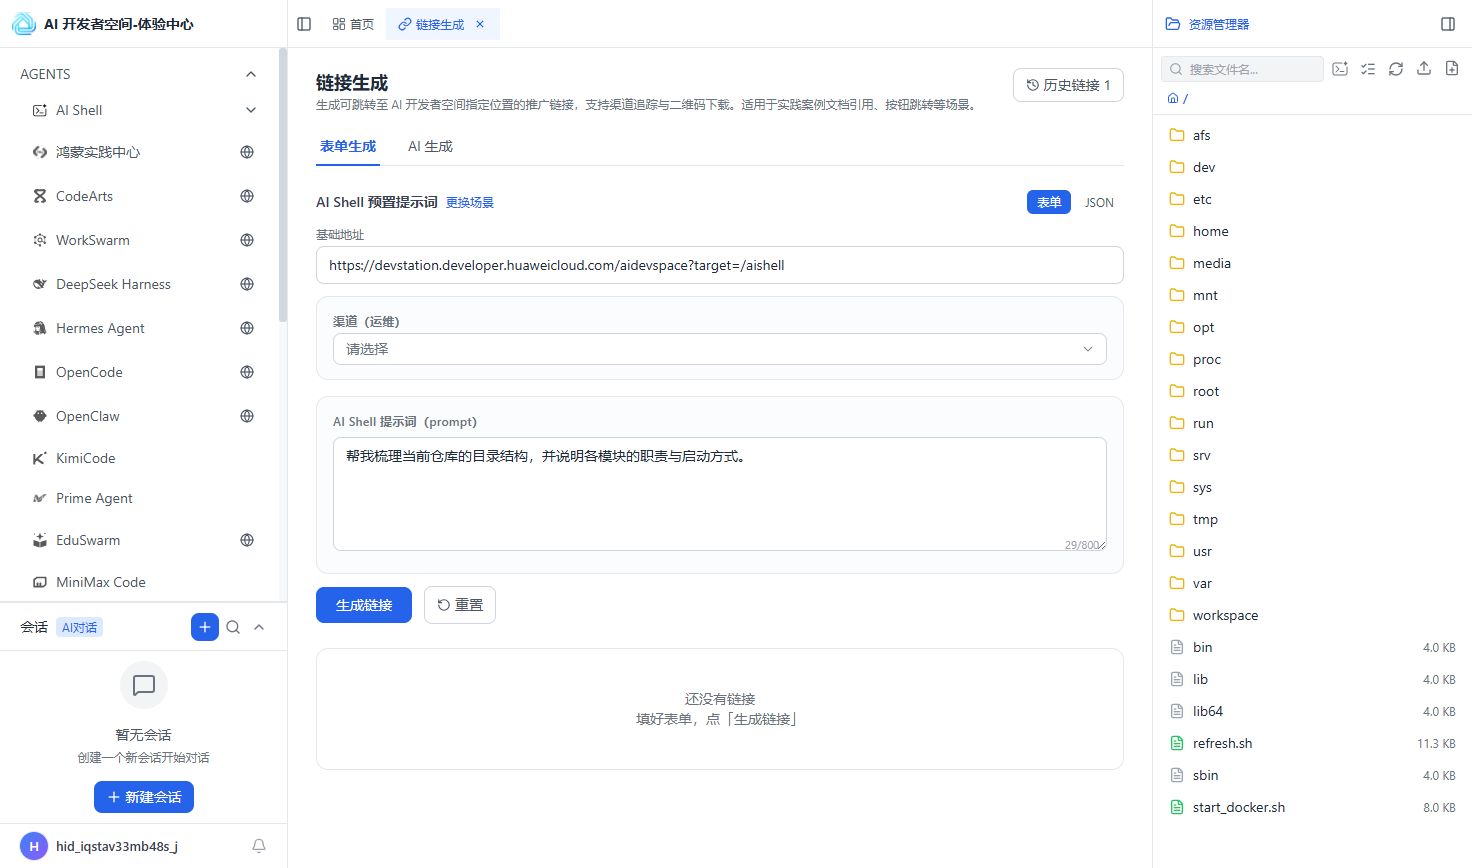 AI 开发者空间-体验中心
AGENTS
AI Shell
鸿蒙实践中心
CodeArts
WorkSwarm
DeepSeek Harness
Hermes Agent
OpenCode
OpenClaw
KimiCode
Prime Agent
EduSwarm
MiniMax Code
会话 AI对话
暂无会话
创建一个新会话开始对话
新建会话
H hid_iqstav33mb48s_j
首页 链接生成
链接生成
历史链接 1
生成可跳转至 AI 开发者空间指定位置的推广链接，支持渠道追踪与二维码下载。适用于实践案例文档引用、按钮跳转等场景。
表单生成 AI 生成
AI Shell 预置提示词 更换场景 表单 JSON
基础地址
https://devstation.developer.huaweicloud.com/aidevspace?target=/aishell
渠道（运维）
请选择
AI Shell 提示词（prompt）
帮我梳理当前仓库的目录结构，并说明各模块的职责与启动方式。
29/800
生成链接 重置
还没有链接
填好表单，点「生成链接」
资源管理器
搜索文件名...
/
afs
dev
etc
home
media
mnt
opt
proc
root
run
srv
sys
tmp
usr
var
workspace
bin 4.0 KB
lib 4.0 KB
lib64 4.0 KB
refresh.sh 11.3 KB
sbin 4.0 KB
start_docker.sh 8.0 KB